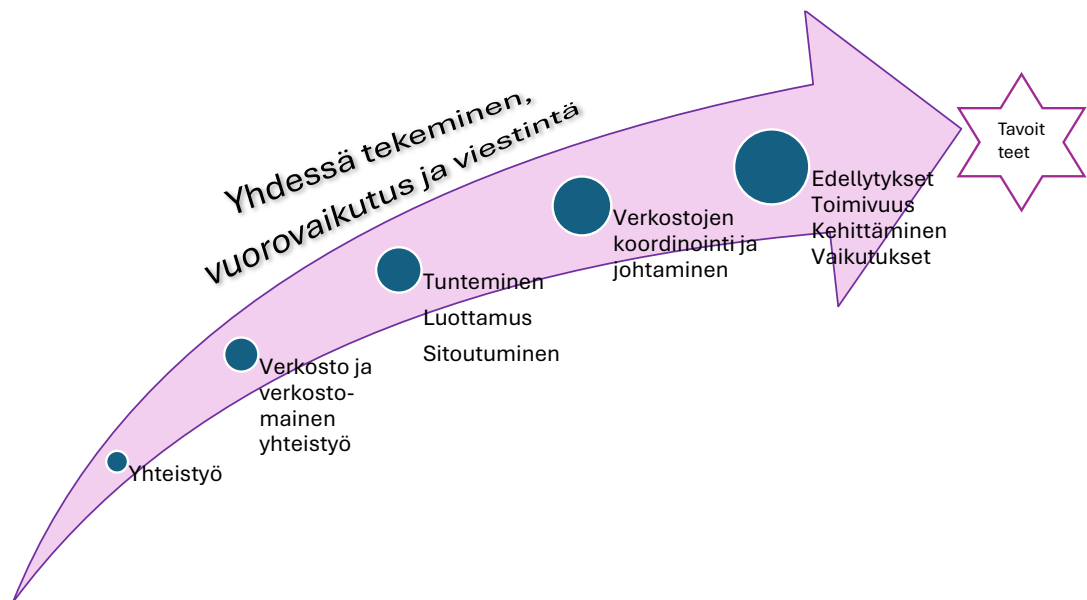 Yhdessä tekeminen,
vuorovaikutus ja viestintä
Yhteistyö
Verkosto ja
verkosto-
mainen
yhteistyö
Tunteminen
Luottamus
Sitoutuminen
Verkostojen
koordinointi ja
johtaminen
Edellytykset
Toimivuus
Kehittäminen
Vaikutukset
Tavoit
teet